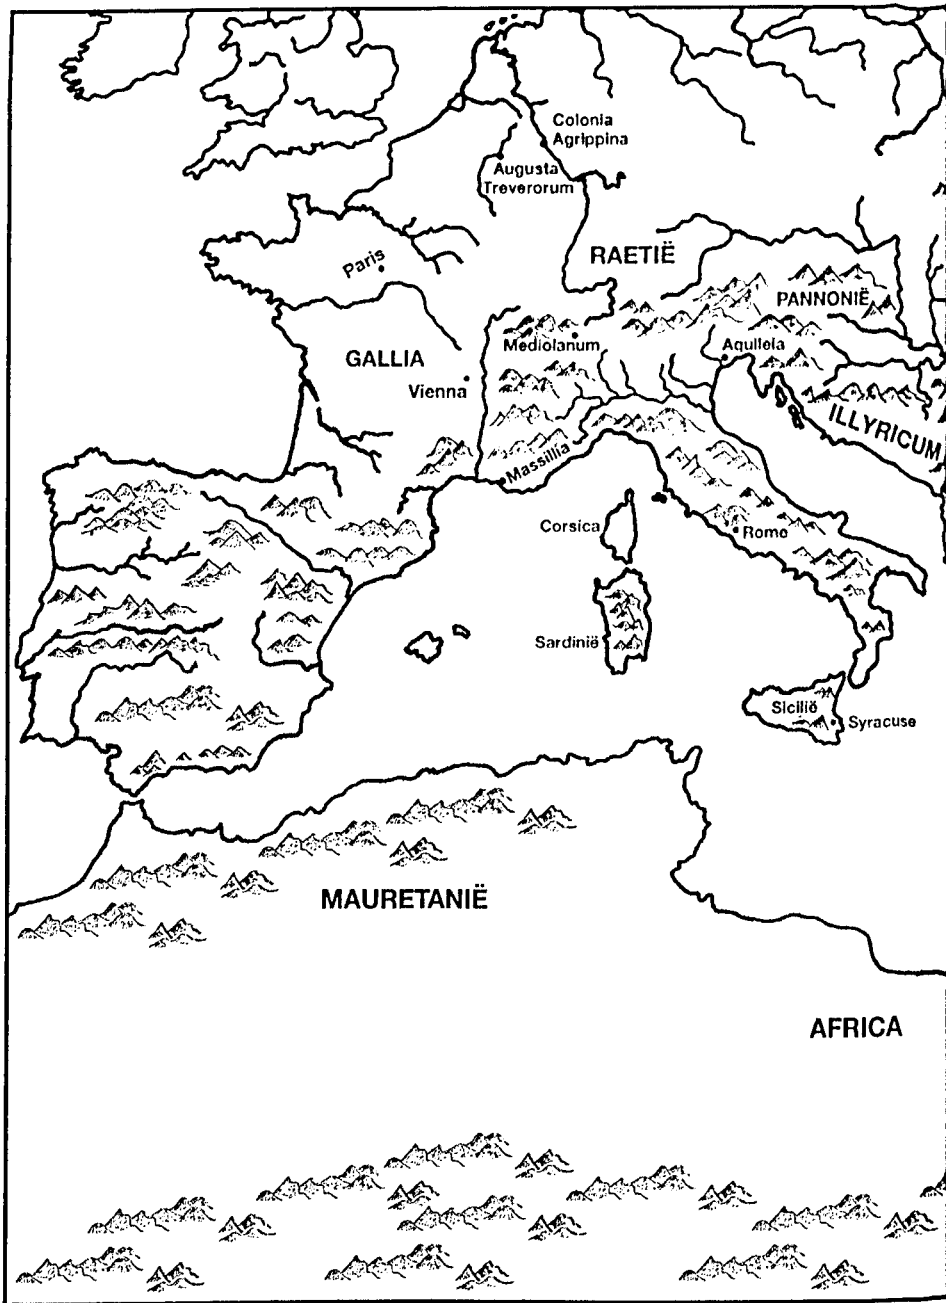 Colonia
Agrippina
Augusta
Treverorum
RAETIË
Paris
PANNONIË
Mediolanum
Aquileia
GALLIA
Vienna
ILLYRICUM
Massillia
Corsica
Rome
Sardinië
Sicilië
Syracuse
MAURETANIË
AFRICA